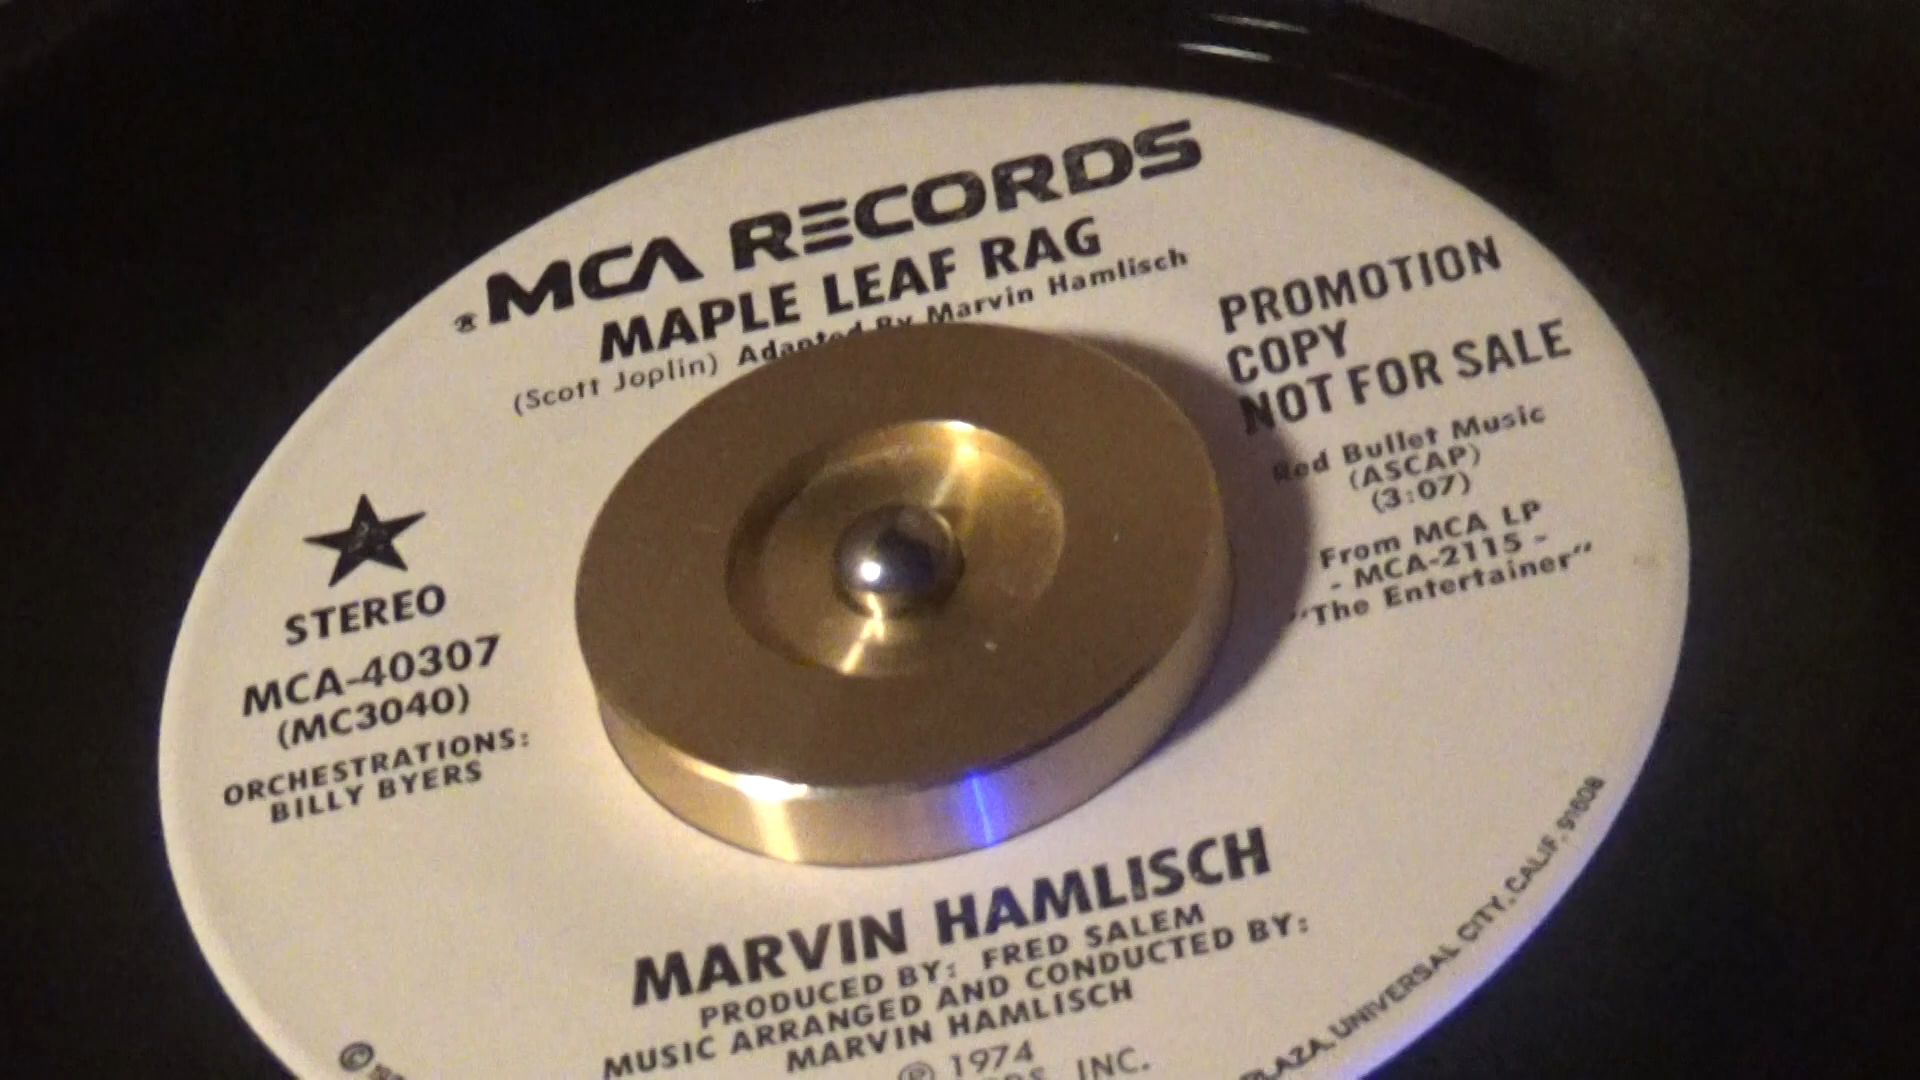 ® MCA RECORDS
MAPLE LEAF RAG
(Scott Joplin) Adapted By Marvin Hamlisch
PROMOTION
COPY
NOT FOR SALE
Red Bullet Music
(ASCAP)
(3:07)
From MCA LP
- MCA-2115 -
"The Entertainer"
STEREO
MCA-40307
(MC3040)
ORCHESTRATIONS:
BILLY BYERS
MARVIN HAMLISCH
PRODUCED BY: FRED SALEM
MUSIC ARRANGED AND CONDUCTED BY:
MARVIN HAMLISCH
℗ 1974
INC.
©
PLAZA, UNIVERSAL CITY, CALIF. 91608